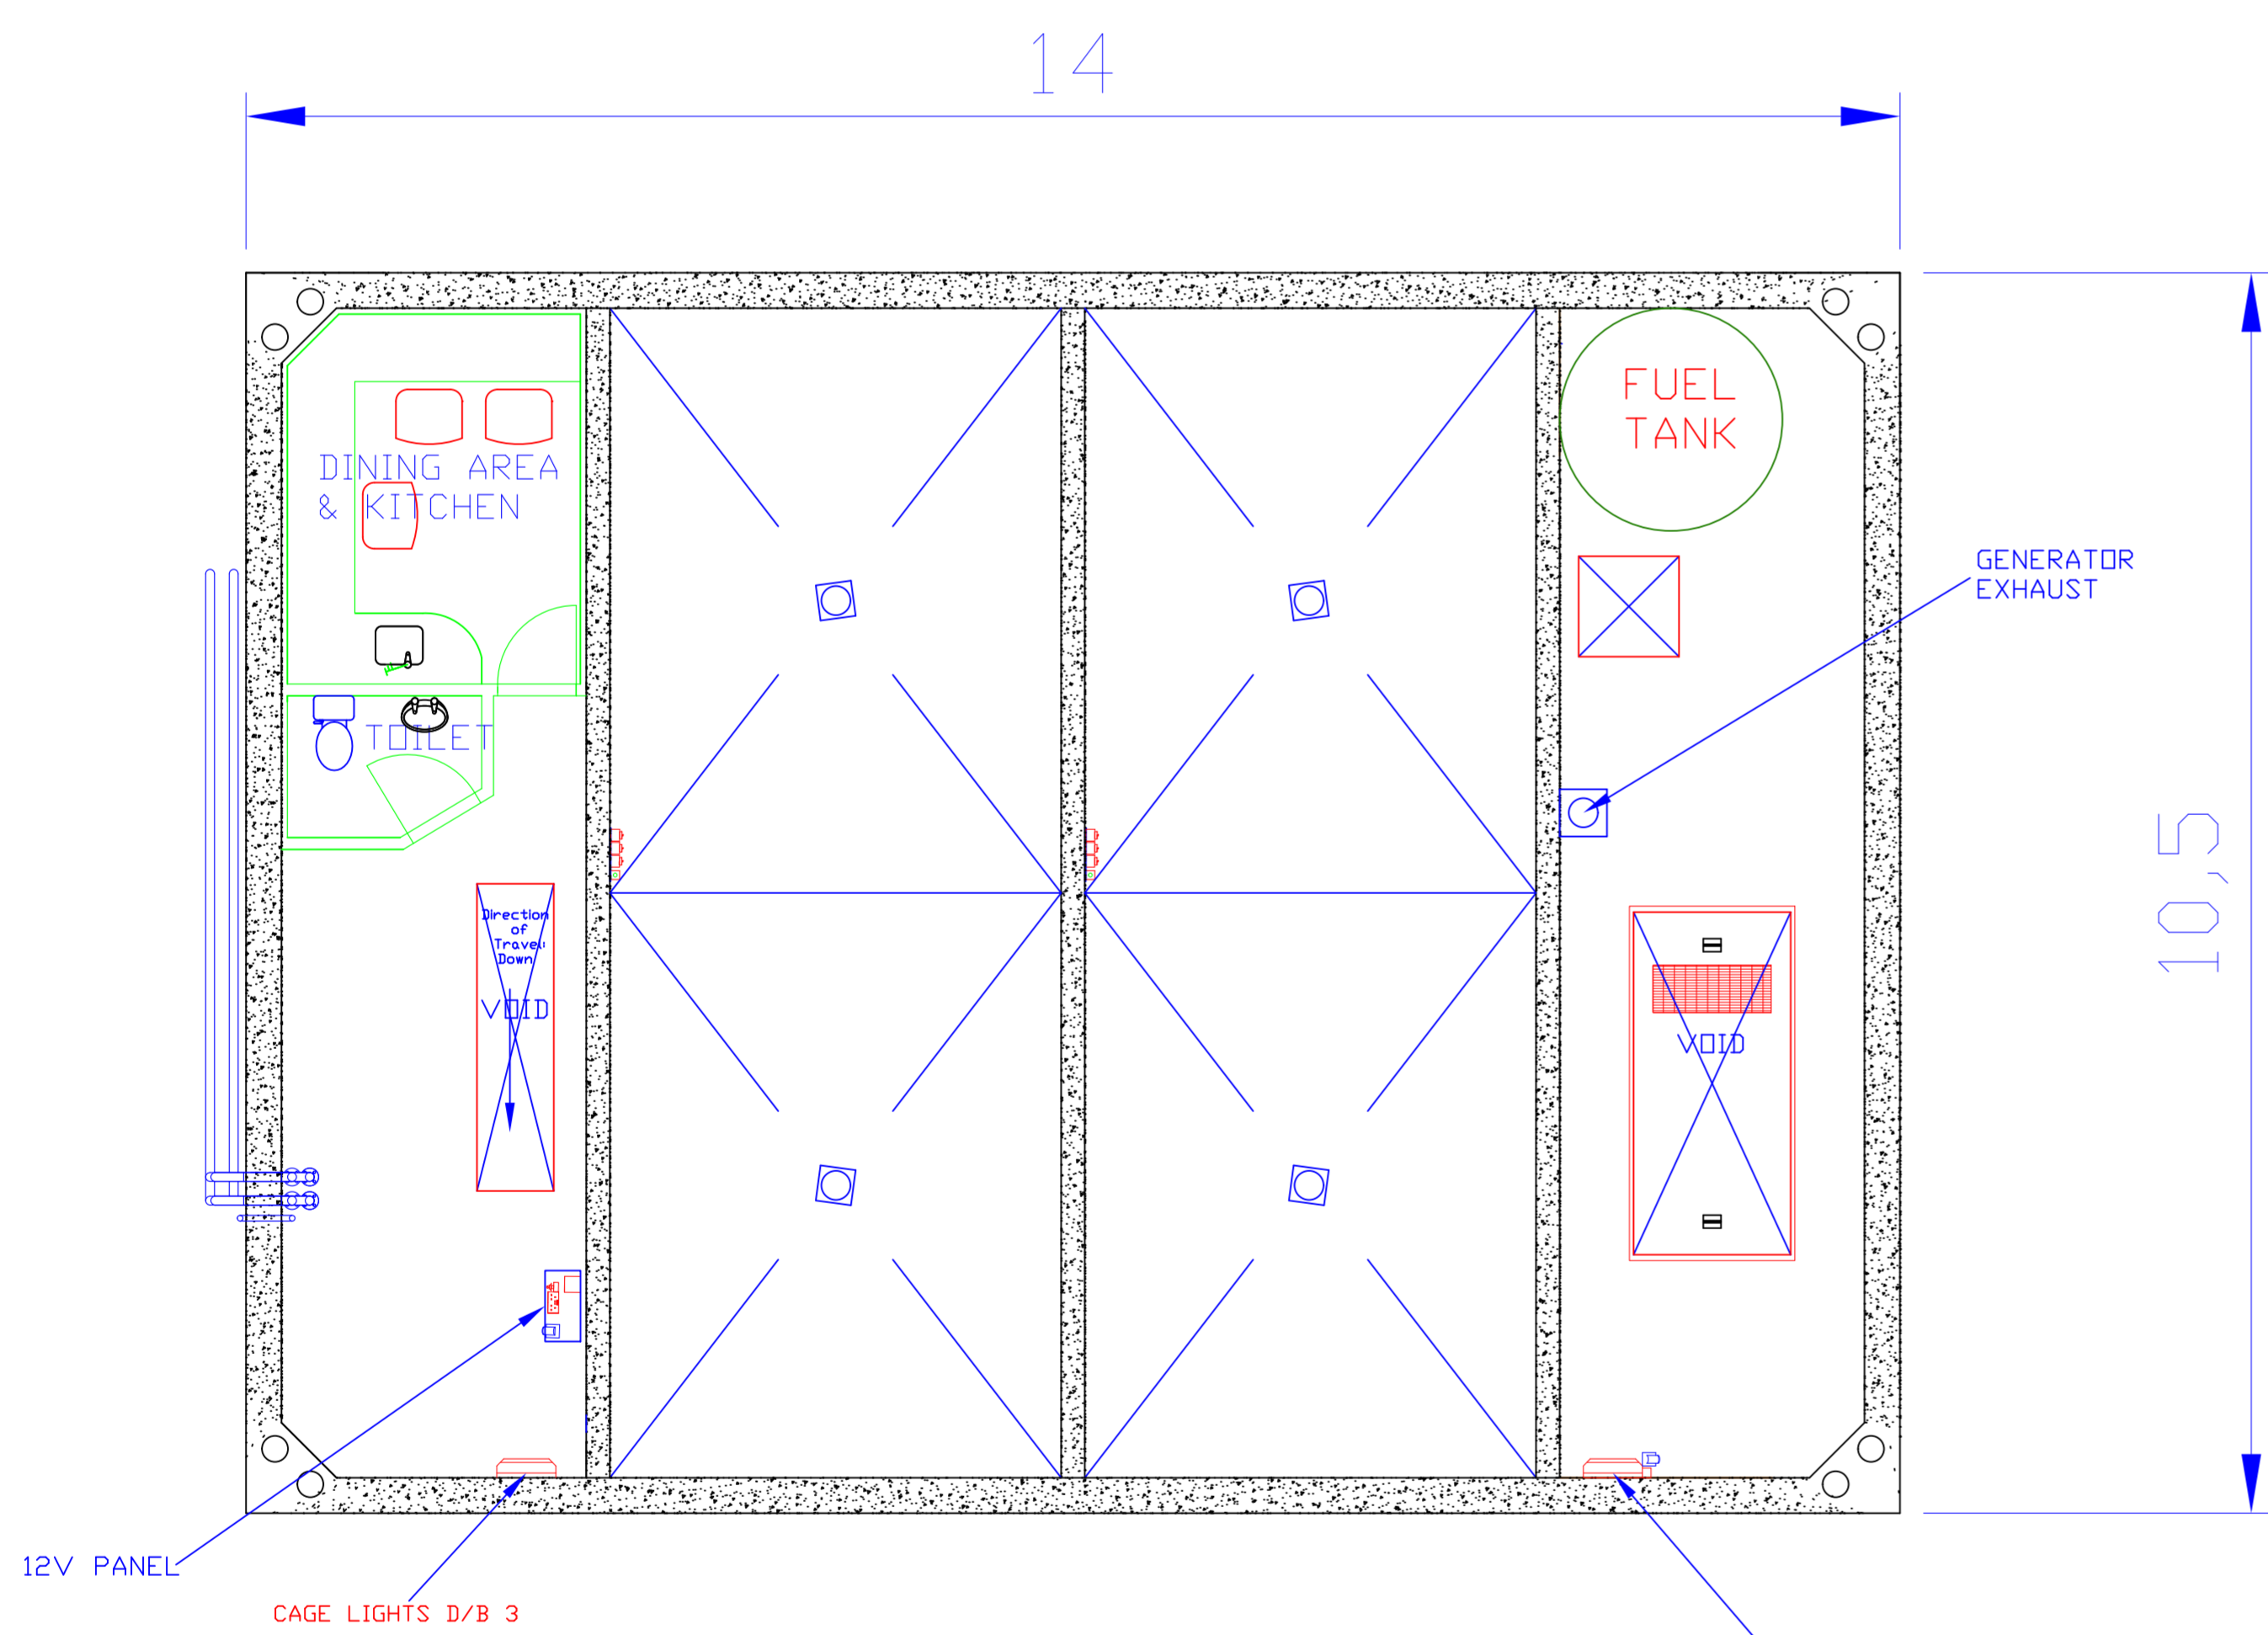 14
FUEL
TANK
DINING AREA
& KITCHEN
GENERATOR
EXHAUST
TOILET
10,5
Direction
of
Travel:
Down
VOID
VOID
12V PANEL
CAGE LIGHTS D/B 3